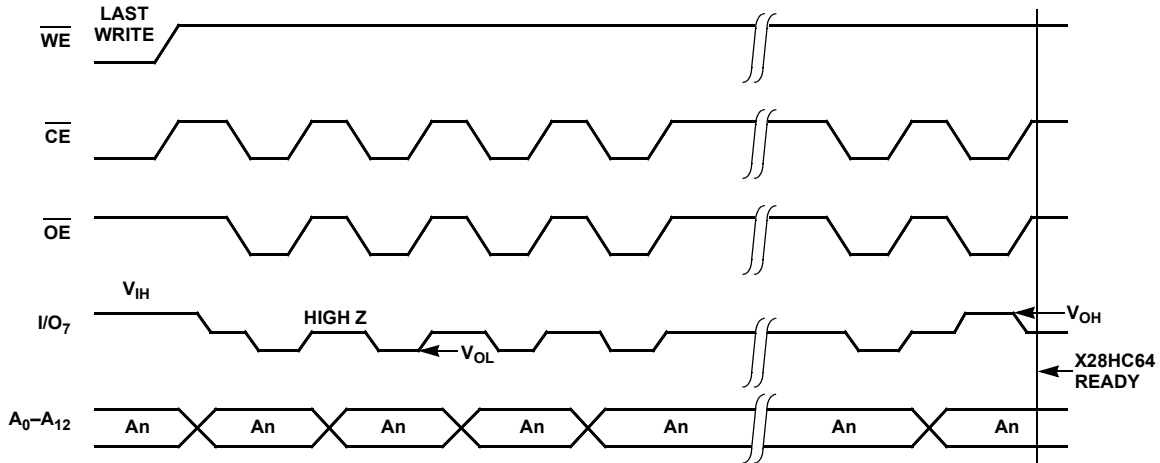 LAST
WRITE
WE
CE
OE
VIH
I/O7
HIGH Z
VOL
VOH
X28HC64
READY
A0–A12
An An An An An An An